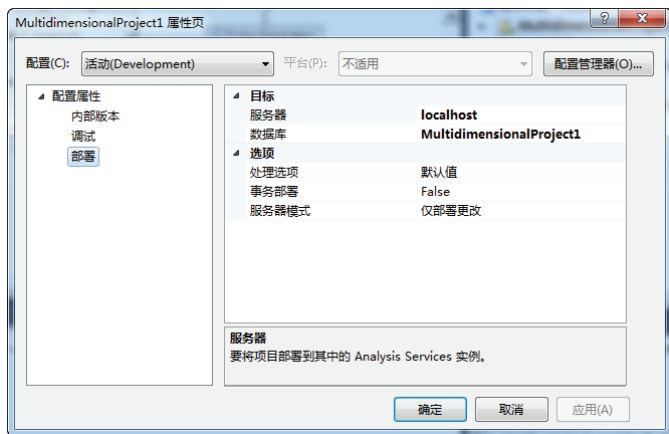 MultidimensionalProject1 属性页
配置(C): 活动(Development) 平台(P): 不适用 配置管理器(O)...
配置属性
内部版本
调试
部署
目标
服务器 localhost
数据库 MultidimensionalProject1
选项
处理选项 默认值
事务部署 False
服务器模式 仅部署更改
服务器
要将项目部署到其中的 Analysis Services 实例。
确定 取消 应用(A)